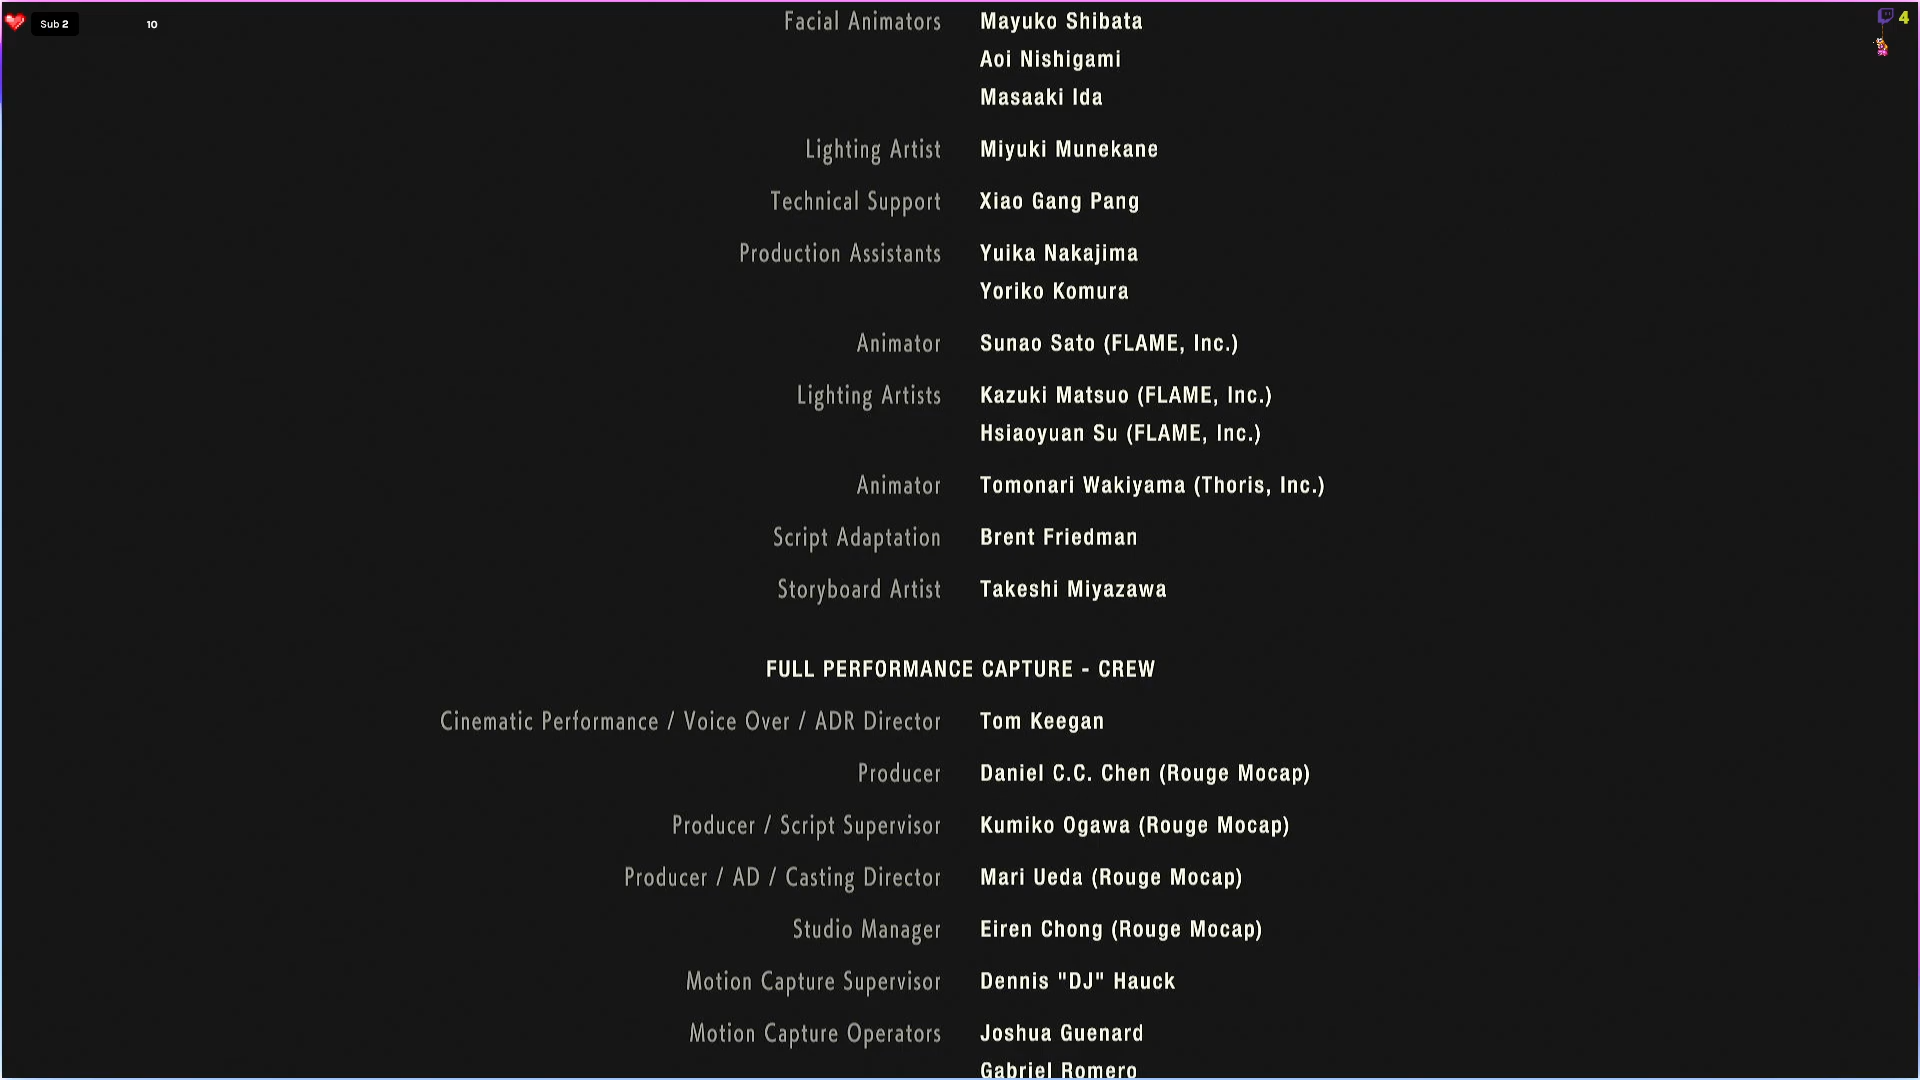 Sub 2 10 4
Facial Animators Mayuko Shibata
Aoi Nishigami
Masaaki Ida
Lighting Artist Miyuki Munekane
Technical Support Xiao Gang Pang
Production Assistants Yuika Nakajima
Yoriko Komura
Animator Sunao Sato (FLAME, Inc.)
Lighting Artists Kazuki Matsuo (FLAME, Inc.)
Hsiaoyuan Su (FLAME, Inc.)
Animator Tomonari Wakiyama (Thoris, Inc.)
Script Adaptation Brent Friedman
Storyboard Artist Takeshi Miyazawa
FULL PERFORMANCE CAPTURE - CREW
Cinematic Performance / Voice Over / ADR Director Tom Keegan
Producer Daniel C.C. Chen (Rouge Mocap)
Producer / Script Supervisor Kumiko Ogawa (Rouge Mocap)
Producer / AD / Casting Director Mari Ueda (Rouge Mocap)
Studio Manager Eiren Chong (Rouge Mocap)
Motion Capture Supervisor Dennis "DJ" Hauck
Motion Capture Operators Joshua Guenard
Gabriel Romero